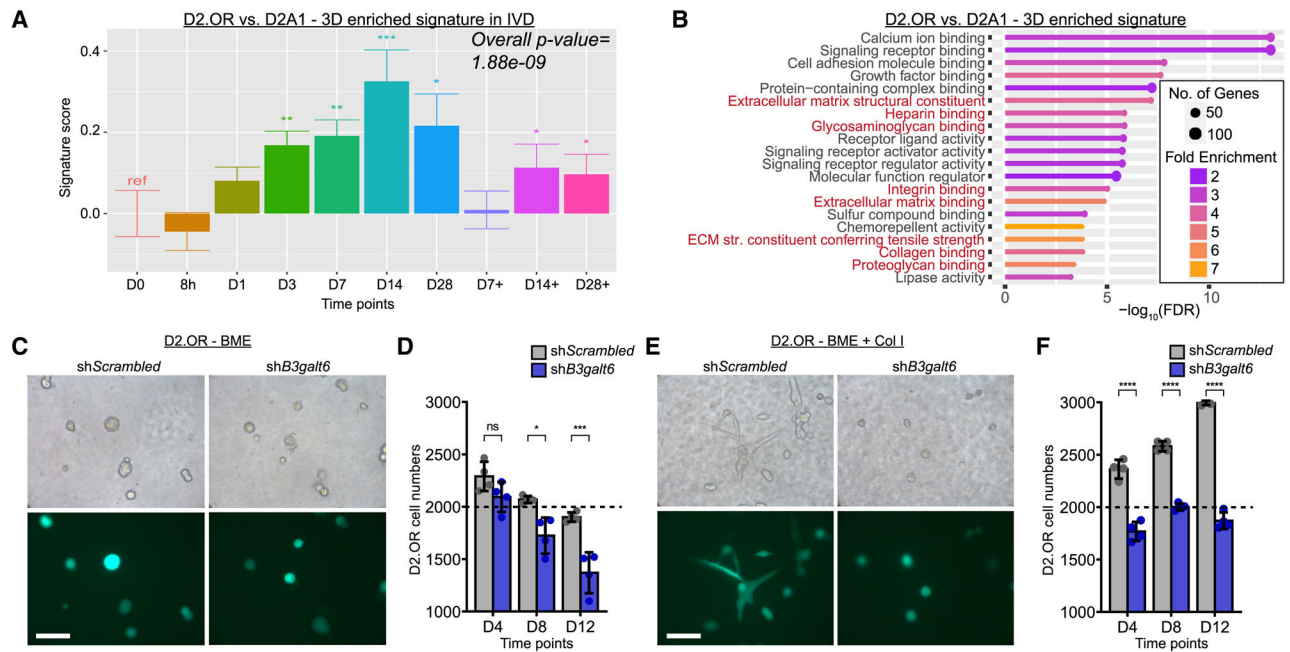 A
D2.OR vs. D2A1 - 3D enriched signature in IVD
Overall p-value=
1.88e-09
Signature score
0.4
0.2
0.0
ref
**
**
***
*
*
*
D0
8h
D1
D3
D7
D14
D28
D7+
D14+
D28+
Time points
B
D2.OR vs. D2A1 - 3D enriched signature
Calcium ion binding
Signaling receptor binding
Cell adhesion molecule binding
Growth factor binding
Protein-containing complex binding
Extracellular matrix structural constituent
Heparin binding
Glycosaminoglycan binding
Receptor ligand activity
Signaling receptor activator activity
Signaling receptor regulator activity
Molecular function regulator
Integrin binding
Extracellular matrix binding
Sulfur compound binding
Chemorepellent activity
ECM str. constituent conferring tensile strength
Collagen binding
Proteoglycan binding
Lipase activity
0
5
10
−log10(FDR)
No. of Genes
50
100
Fold Enrichment
2
3
4
5
6
7
C
D2.OR - BME
shScrambled
shB3galt6
D
shScrambled
shB3galt6
D2.OR cell numbers
3000
2500
2000
1500
1000
ns
*
***
D4
D8
D12
Time points
E
D2.OR - BME + Col I
shScrambled
shB3galt6
F
shScrambled
shB3galt6
D2.OR cell numbers
3000
2500
2000
1500
1000
****
****
****
D4
D8
D12
Time points